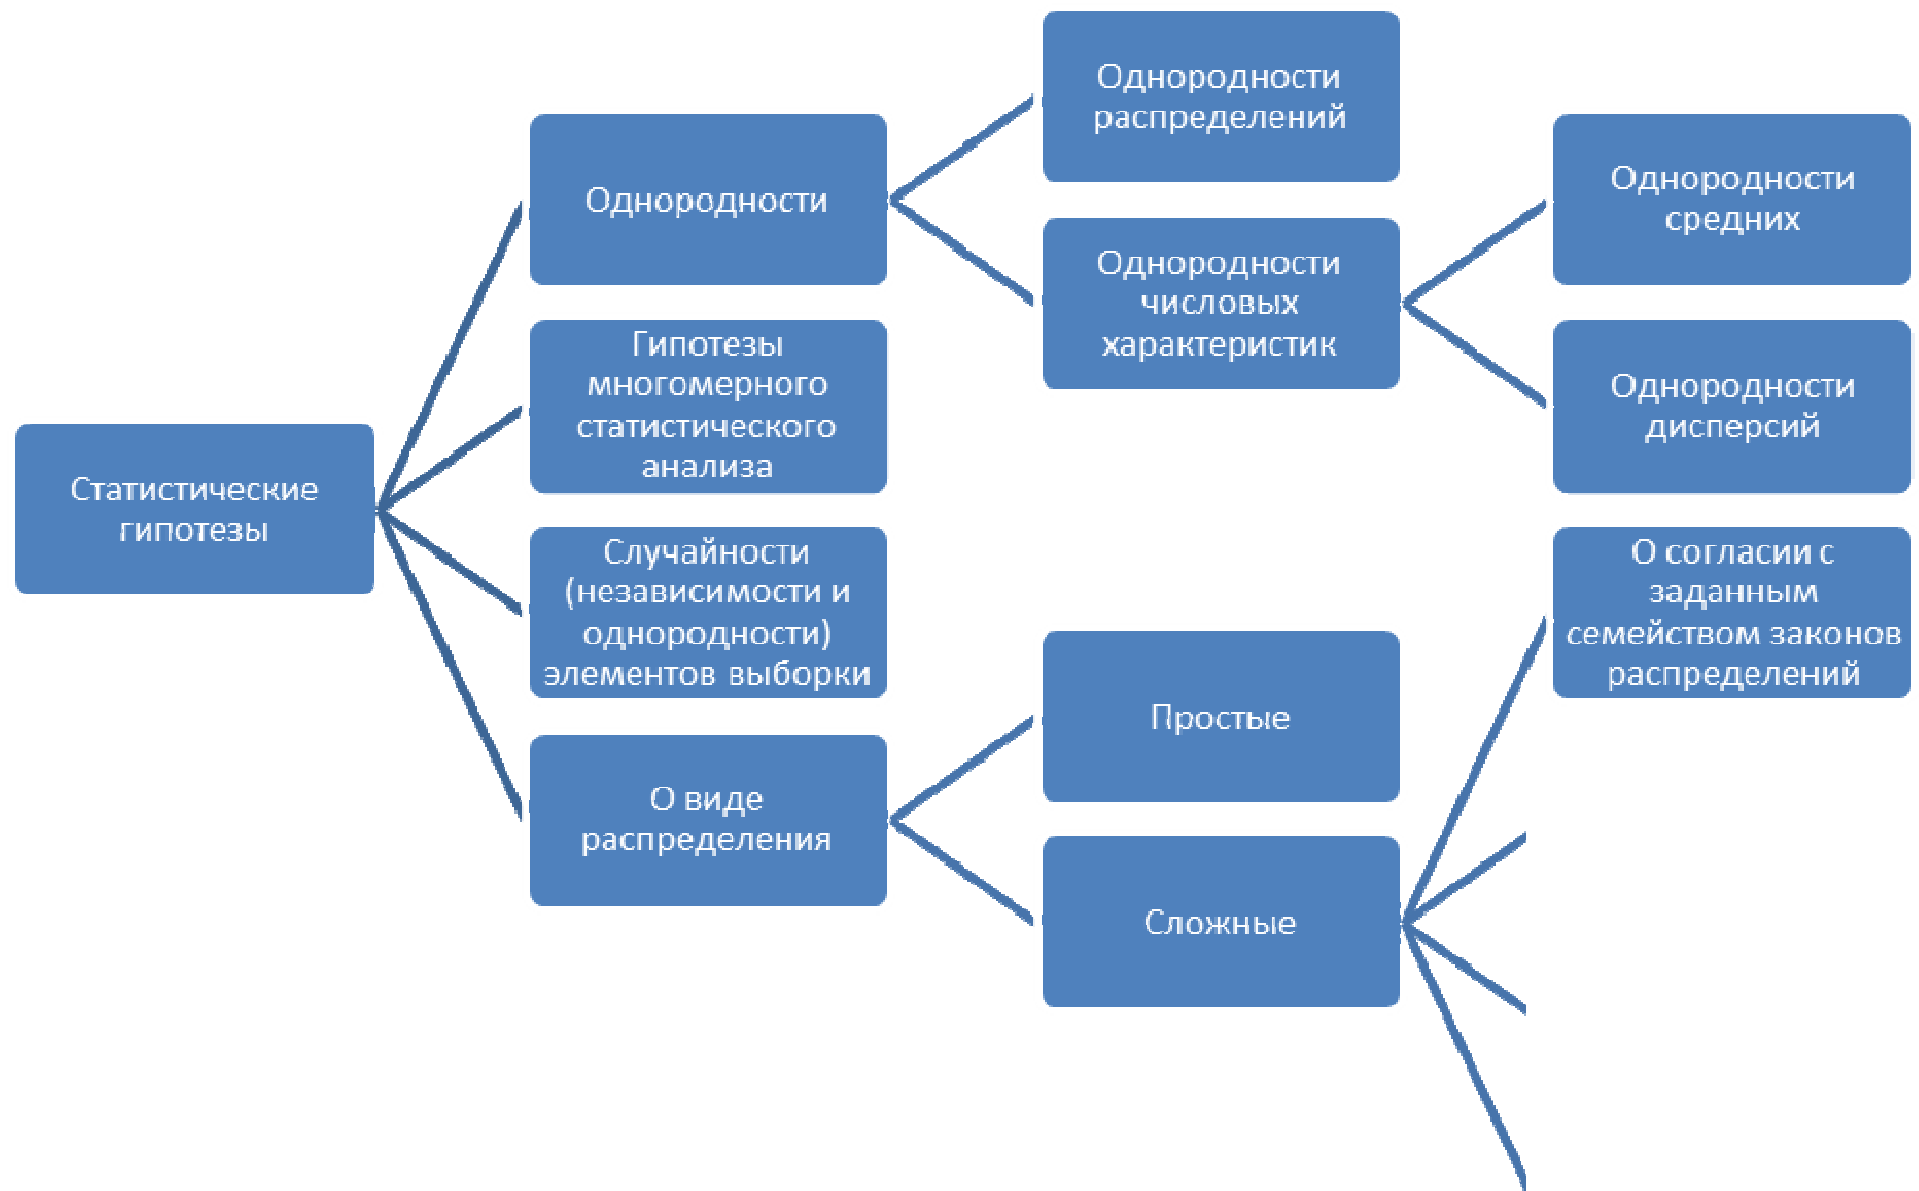 Статистические
гипотезы
Однородности
Гипотезы
многомерного
статистического
анализа
Случайности
(независимости и
однородности)
элементов выборки
О виде
распределения
Однородности
распределений
Однородности
числовых
характеристик
Простые
Сложные
Однородности
средних
Однородности
дисперсий
О согласии с
заданным
семейством законов
распределений